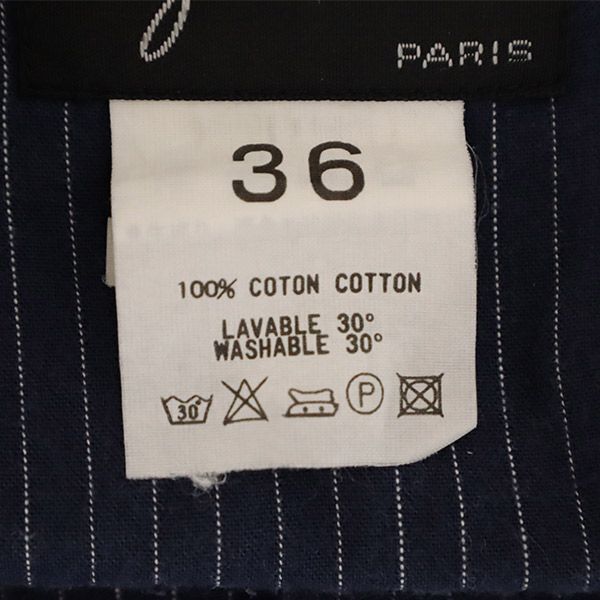 PARIS
36
100% COTON COTTON
LAVABLE 30°
WASHABLE 30°
30° P